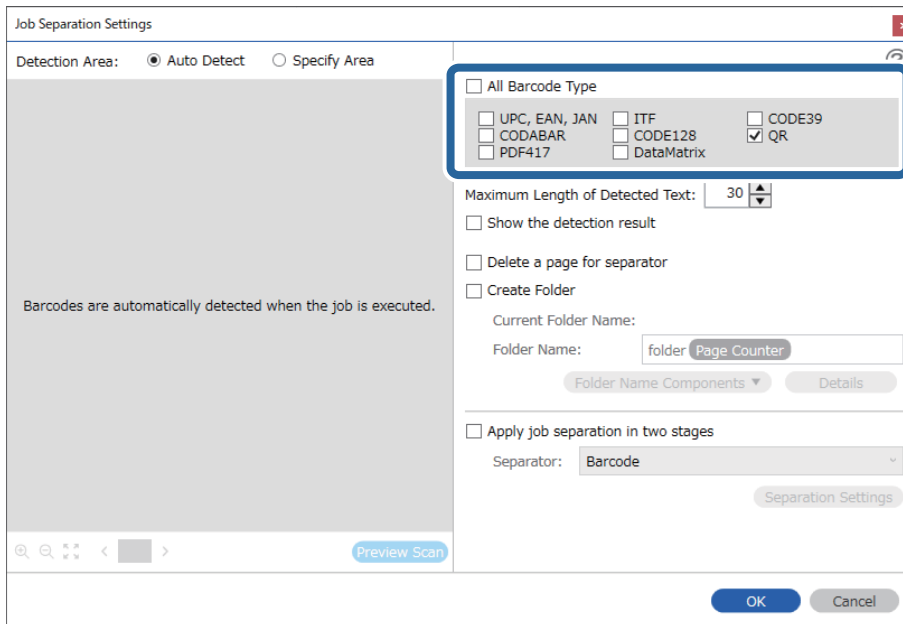 Job Separation Settings
Detection Area: Auto Detect Specify Area
All Barcode Type
UPC, EAN, JAN ITF CODE39
CODABAR CODE128 QR
PDF417 DataMatrix
Maximum Length of Detected Text: 30
Show the detection result
Delete a page for separator
Create Folder
Barcodes are automatically detected when the job is executed.
Current Folder Name:
Folder Name: folder Page Counter
Folder Name Components Details
Apply job separation in two stages
Separator: Barcode
Separation Settings
Preview Scan
OK Cancel